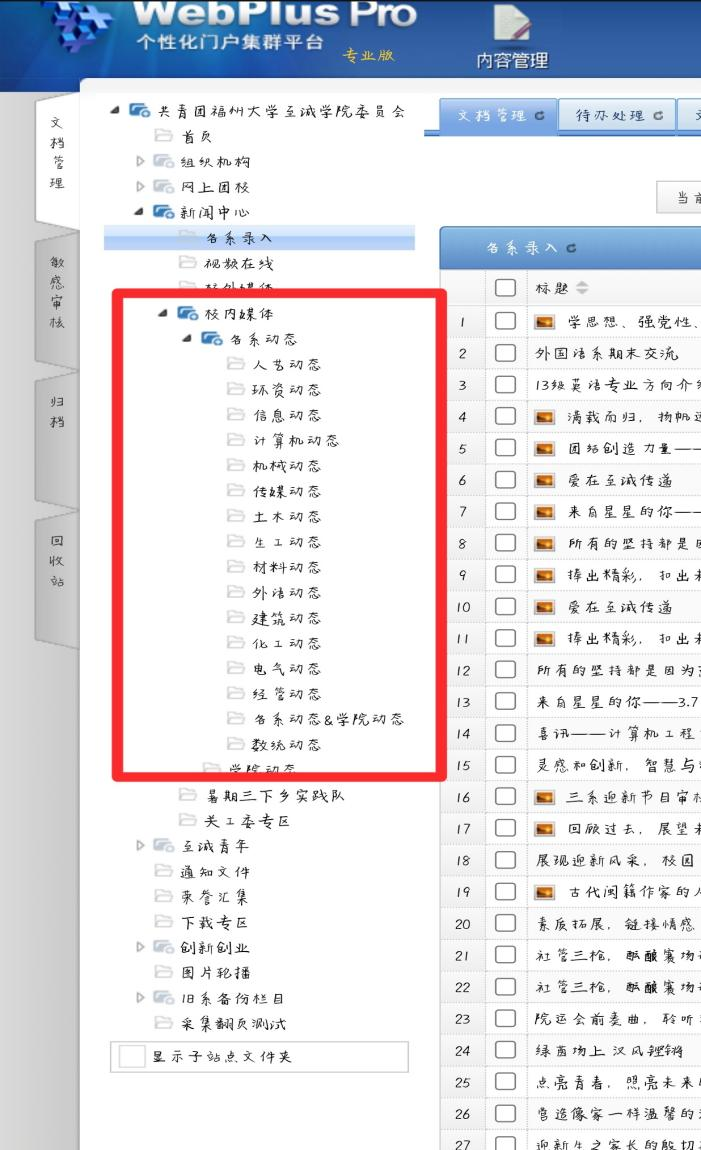 WebPlus Pro
个性化门户集群平台
专业版
内容管理
文档管理
敏感审核
归档
回收站
共青团福州大学至诚学院委员会
首页
组织机构
网上团校
新闻中心
各系录入
视频在线
校外媒体
校内媒体
各系动态
人艺动态
环资动态
信息动态
计算机动态
机械动态
传媒动态
土木动态
生工动态
材料动态
外语动态
建筑动态
化工动态
电气动态
经管动态
各系动态&学院动态
数统动态
学院动态
暑期三下乡实践队
关工委专区
至诚青年
通知文件
荣誉汇集
下载专区
创新创业
图片轮播
旧系备份栏目
采集翻页测试
显示子站点文件夹
文档管理
待办处理
当前
各系录入
标题
1 学思想、强党性、
2 外国语系期末交流
3 13级英语专业方向介绍
4 满载而归，扬帆远
5 团结创造力量——
6 爱在至诚传递
7 来自星星的你——
8 所有的坚持都是因
9 捧出精彩，扣出
10 爱在至诚传递
11 捧出精彩，扣出
12 所有的坚持都是因为
13 来自星星的你——3.7
14 喜讯——计算机工程
15 灵感和创新，智慧与
16 三系迎新节目审核
17 回顾过去，展望未
18 展现迎新风采，校园
19 古代闽籍作家的人
20 素质拓展，链接情感
21 社管三枪，酝酿赛场
22 社管三枪，酝酿赛场
23 院运会前奏曲，聆听
24 绿茵场上 汉风铿锵
25 点亮青春，照亮未来
26 营造像家一样温馨的
27 迎新生之家长的殷切